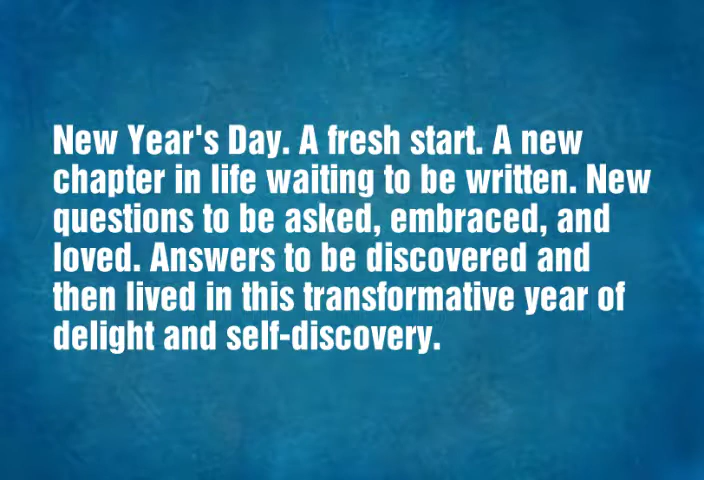 New Year's Day. A fresh start. A new
chapter in life waiting to be written. New
questions to be asked, embraced, and
loved. Answers to be discovered and
then lived in this transformative year of
delight and self-discovery.